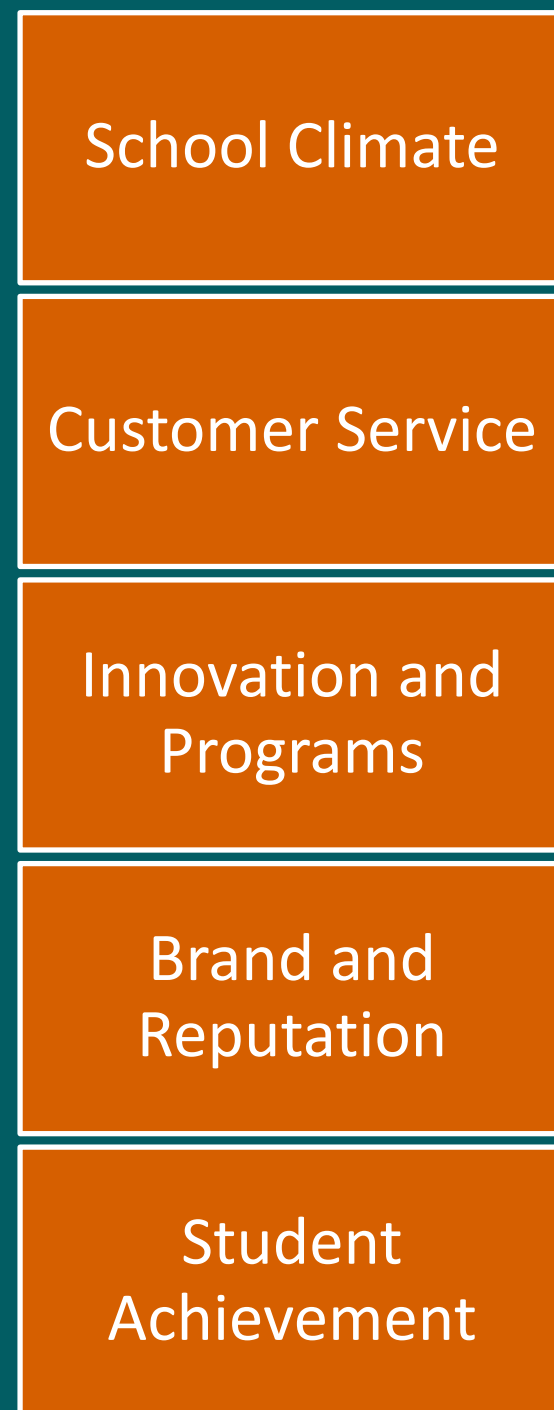 School Climate
Customer Service
Innovation and
Programs
Brand and
Reputation
Student
Achievement